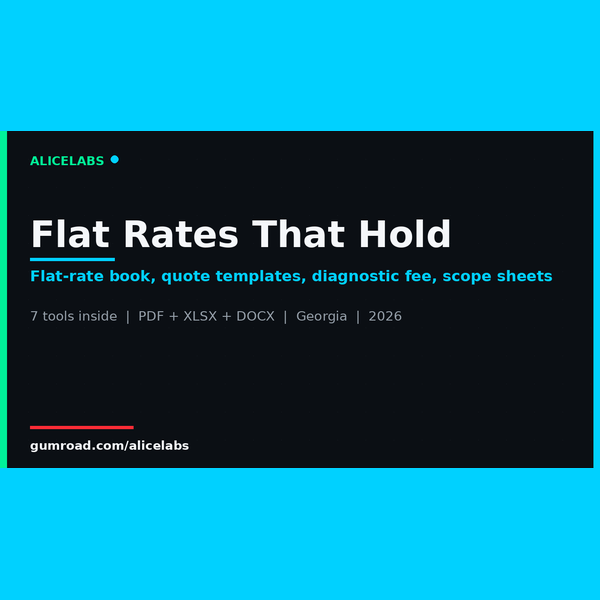 ALICELABS
Flat Rates That Hold
Flat-rate book, quote templates, diagnostic fee, scope sheets
7 tools inside | PDF + XLSX + DOCX | Georgia | 2026
gumroad.com/alicelabs